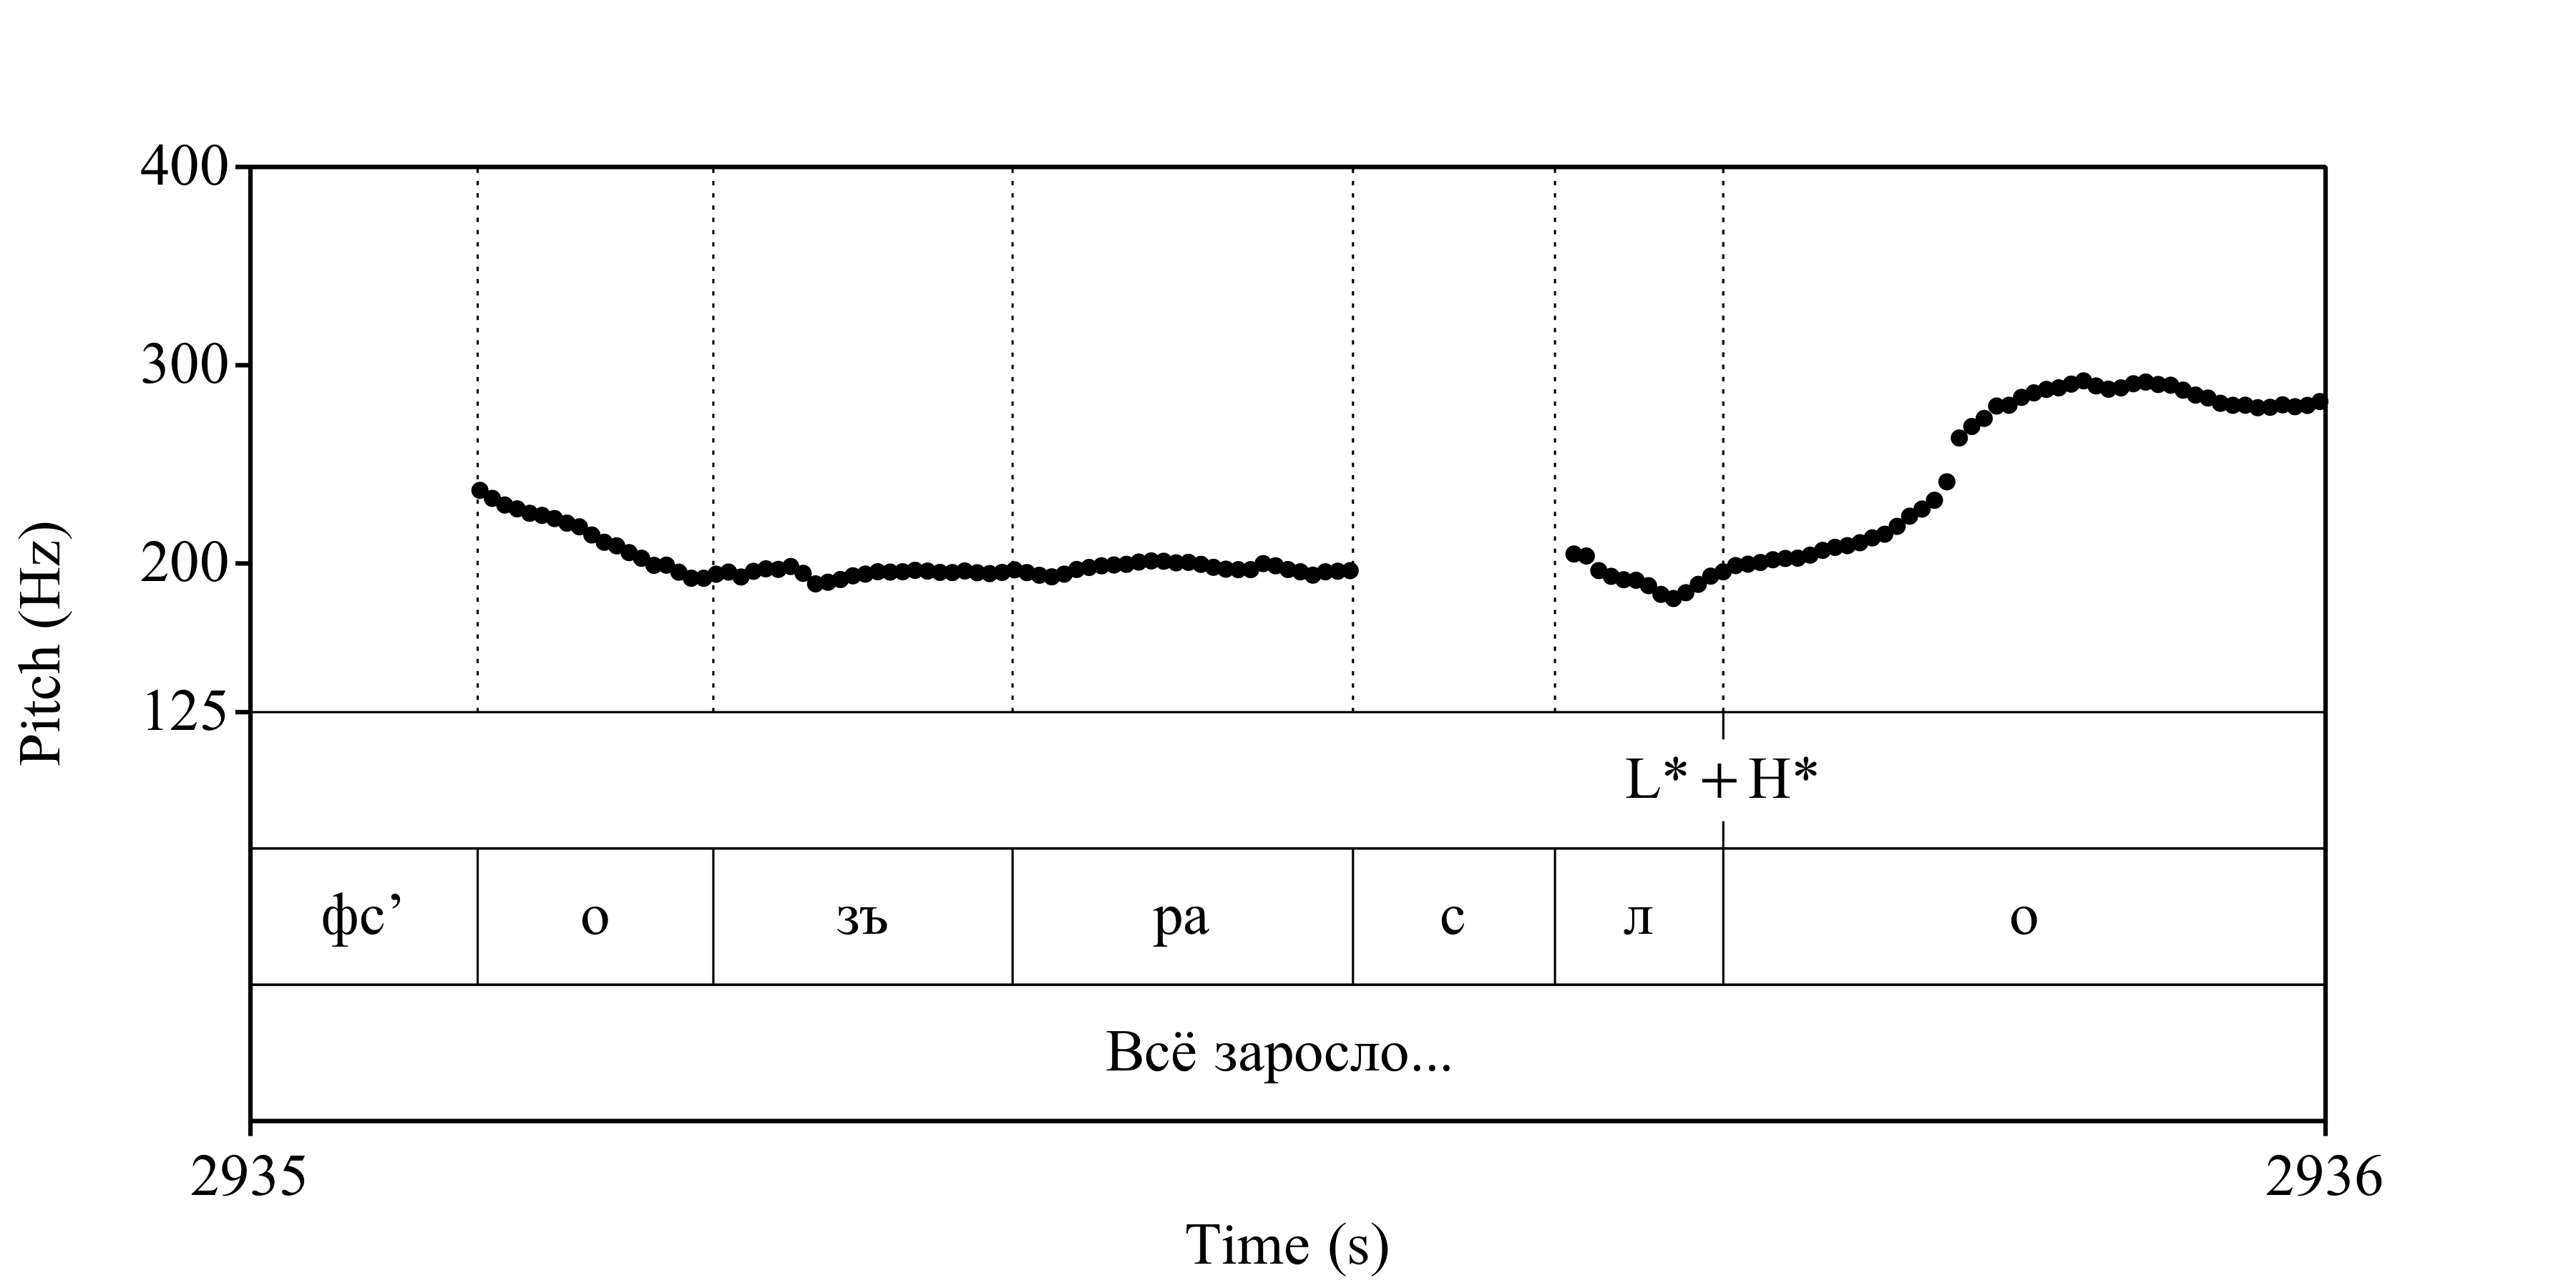 400
300
200
125
Pitch (Hz)
L* + H*
фс’ о зъ ра с л о
Всё заросло...
2935 2936
Time (s)